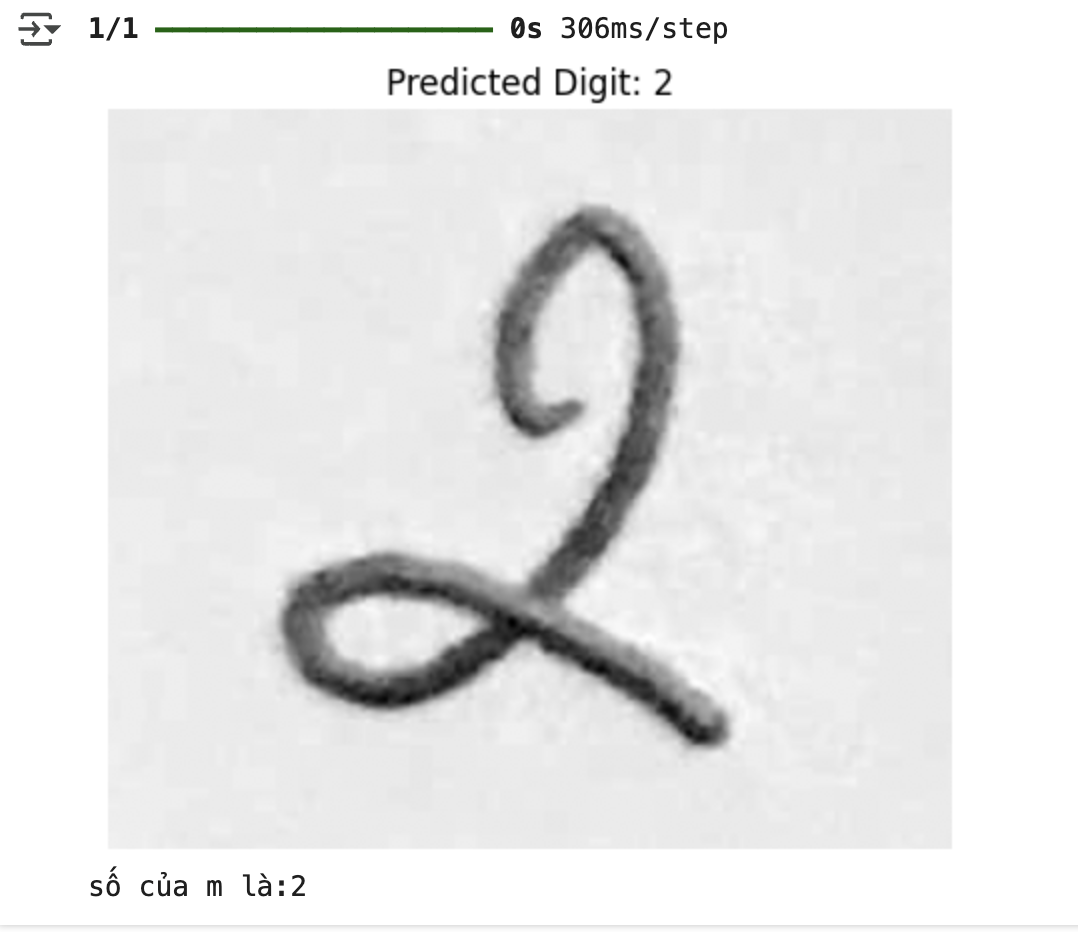 1/1 0s 306ms/step
Predicted Digit: 2
2
số của m là:2